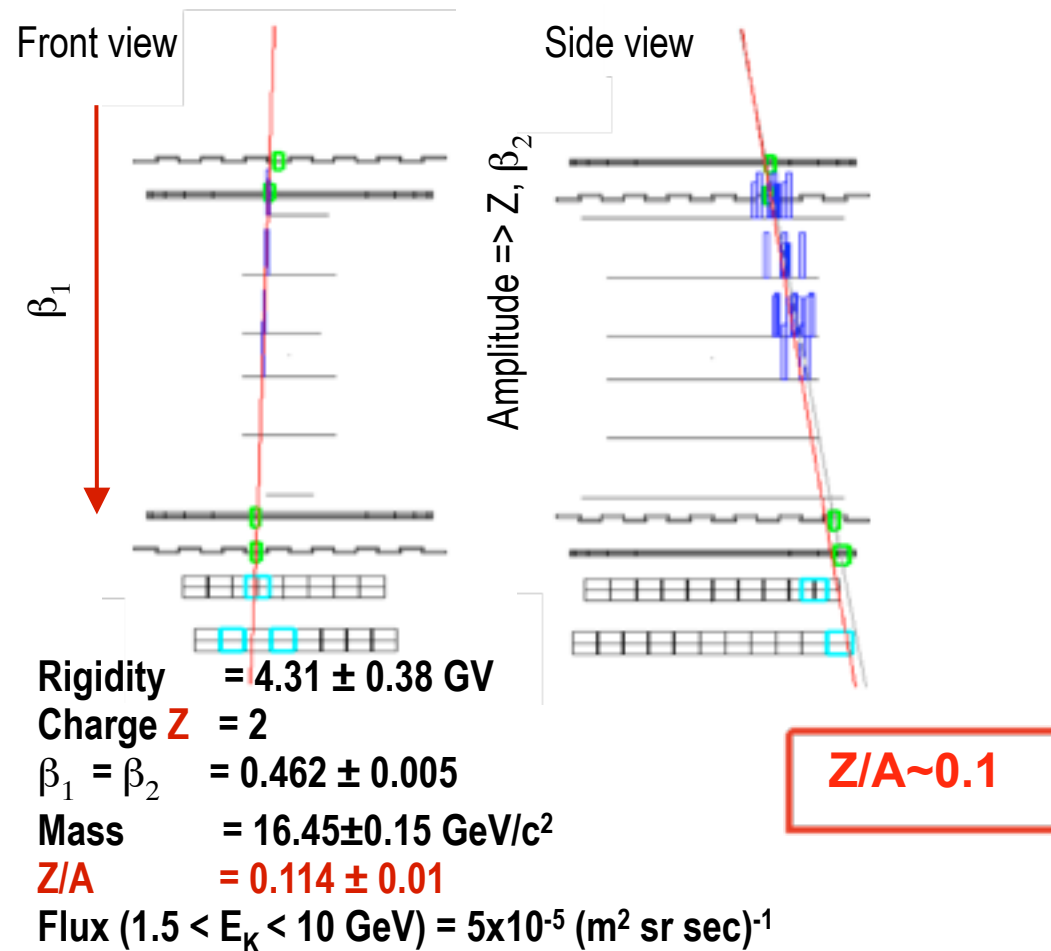 Front view
Side view
β₁
Amplitude => Z, β₂
Rigidity = 4.31 ± 0.38 GV
Charge Z = 2
β₁ = β₂ = 0.462 ± 0.005
Mass = 16.45±0.15 GeV/c²
Z/A = 0.114 ± 0.01
Flux (1.5 < E_K < 10 GeV) = 5x10⁻⁵ (m² sr sec)⁻¹
Z/A~0.1